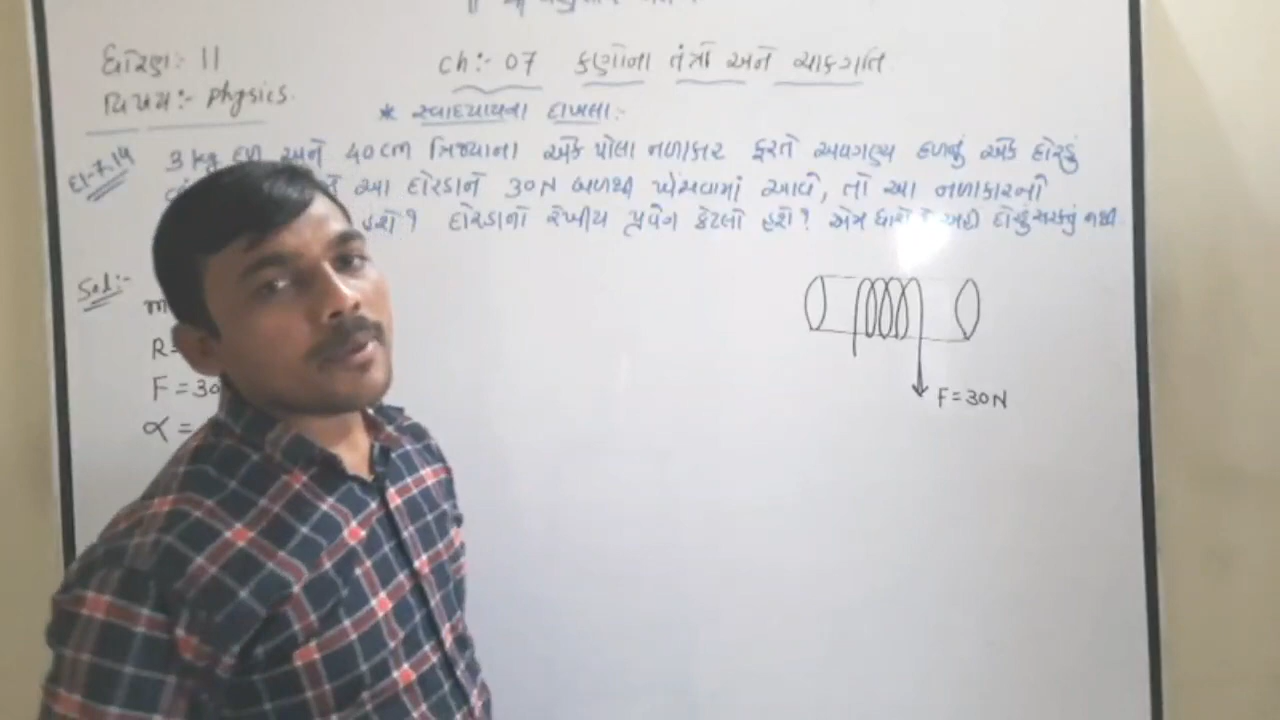 ધોરણ:- 11
વિષય:- physics.
ch:- 07 કણોના તંત્રો અને ચાકગતિ
* સ્વાધ્યાયના દાખલા:-
દા-7.14
3 kg દળ અને 40 cm ત્રિજ્યાના એક પોલા નળાકાર ફરતે અવગણ્ય દળનું એક દોરડું
આ દોરડાને 30N બળથી ખેંચવામાં આવે, તો આ નળાકારનો
હશે? દોરડાનો રેખીય પ્રવેગ કેટલો હશે? એમ ધારો કે અહી દોરડું સરકતું નથી.
Sol:-
m
R=
F = 30
α =
F=30N